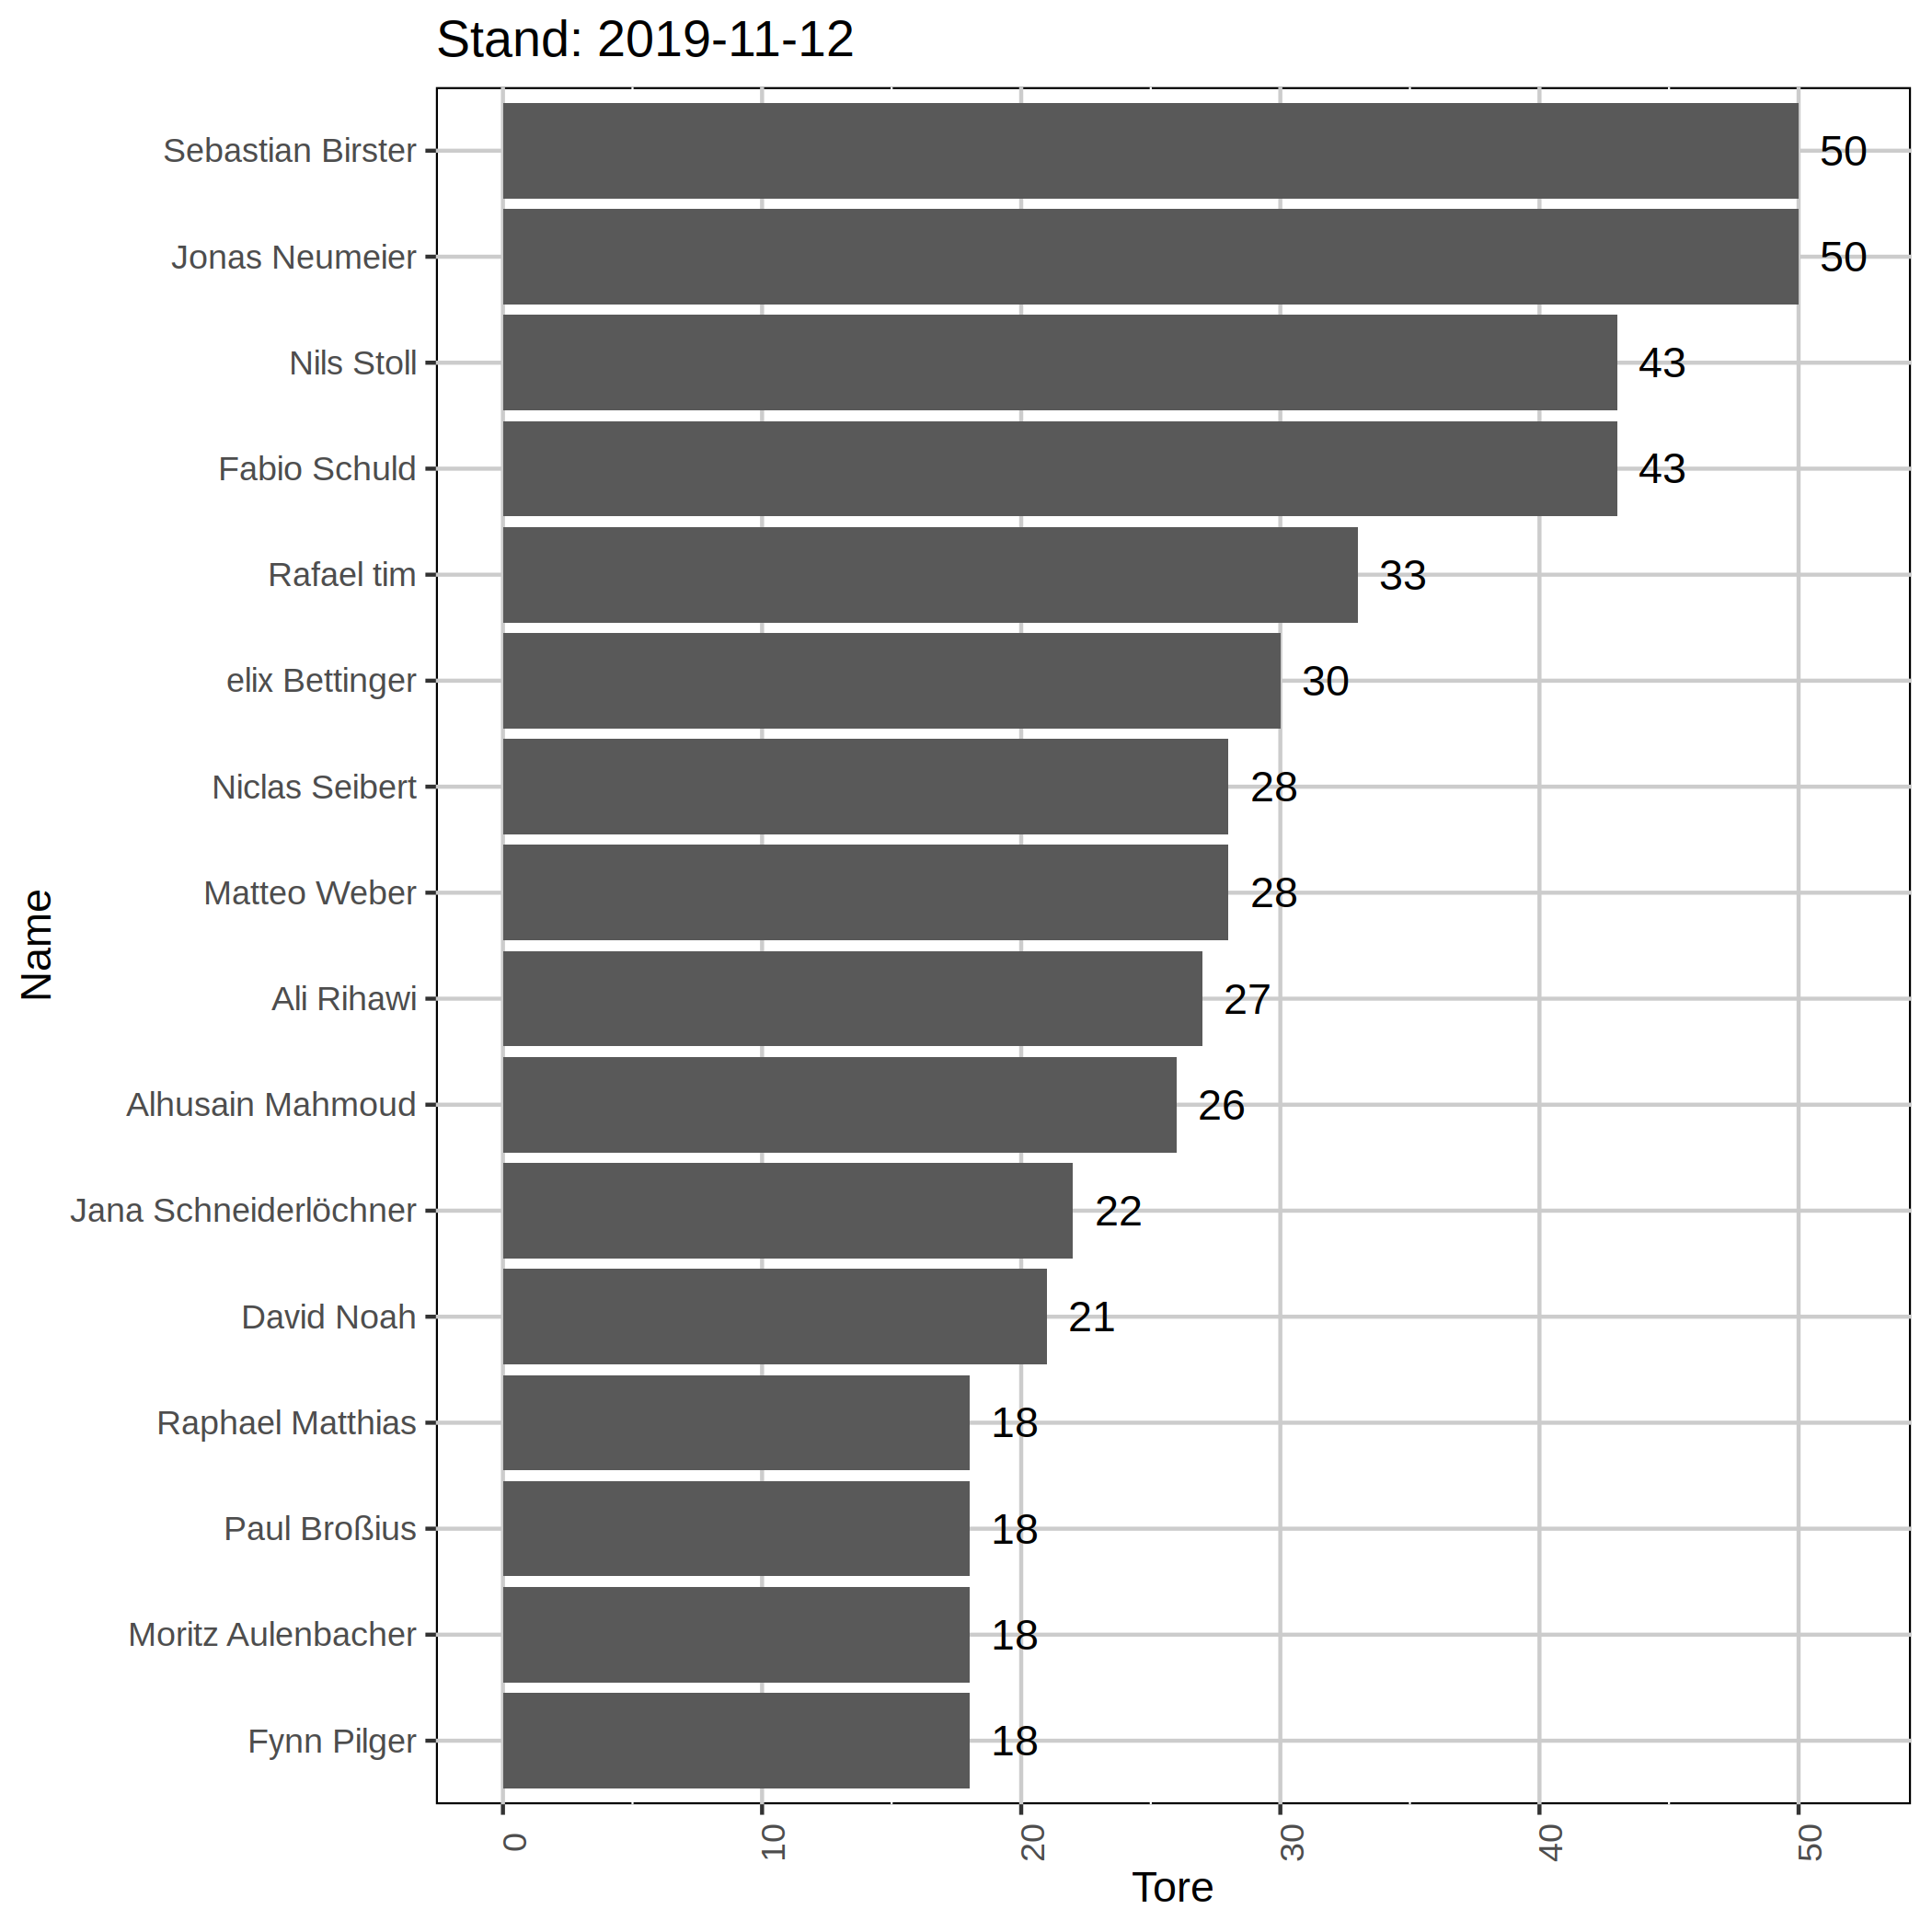 Stand: 2019-11-12
Sebastian Birster 50
Jonas Neumeier 50
Nils Stoll 43
Fabio Schuld 43
Rafael tim 33
elix Bettinger 30
Niclas Seibert 28
Matteo Weber 28
Ali Rihawi 27
Alhusain Mahmoud 26
Jana Schneiderlöchner 22
David Noah 21
Raphael Matthias 18
Paul Broßius 18
Moritz Aulenbacher 18
Fynn Pilger 18
Name
0 10 20 30 40 50
Tore